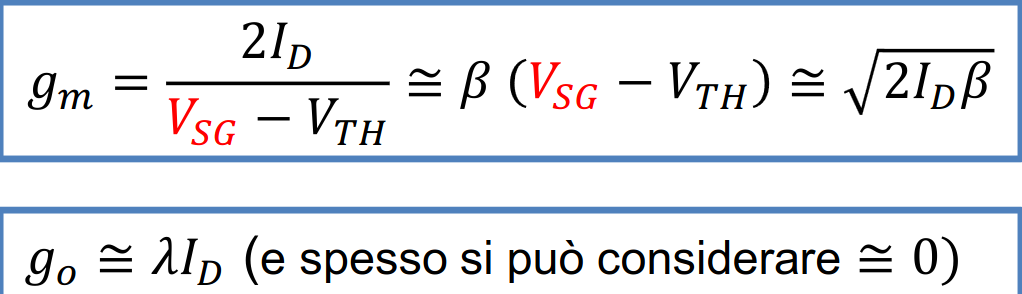 g_m = 2I_D / (V_SG − V_TH) ≅ β (V_SG − V_TH) ≅ √(2I_Dβ)
g_o ≅ λI_D (e spesso si può considerare ≅ 0)